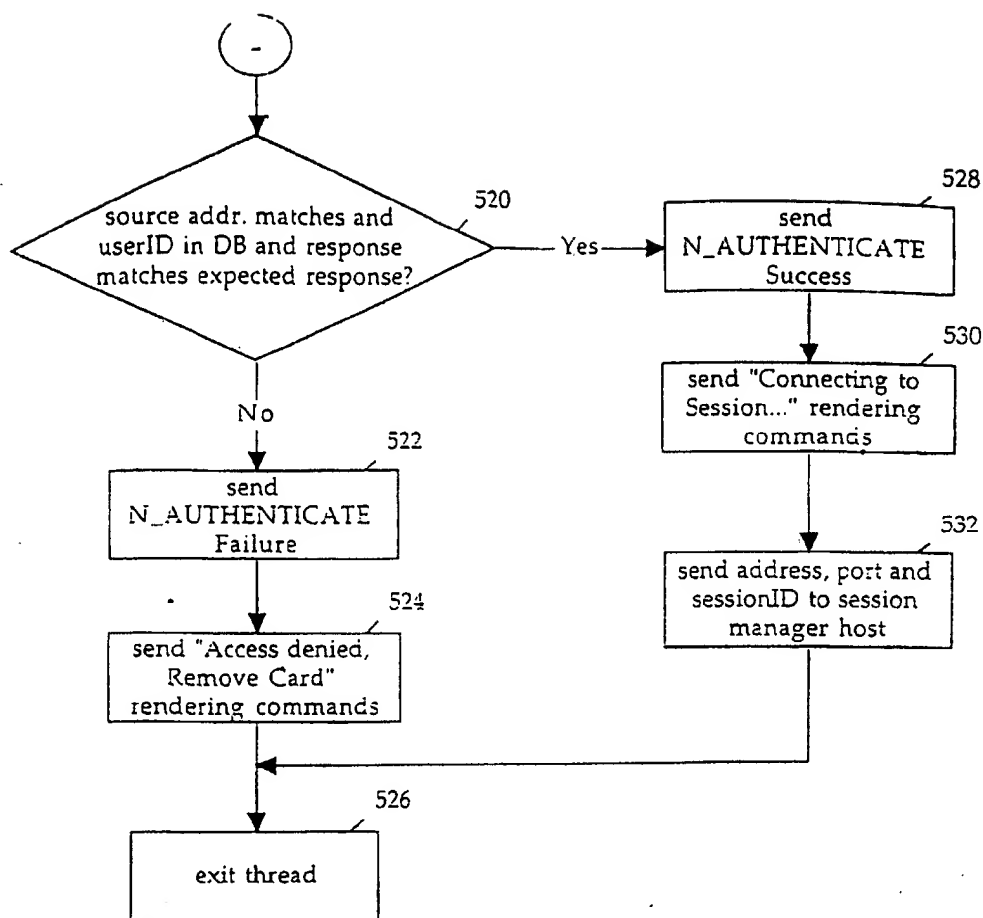 source addr. matches and
userID in DB and response
matches expected response?
520
Yes
528
send
N_AUTHENTICATE
Success
530
send "Connecting to
Session..." rendering
commands
No
522
send
N_AUTHENTICATE
Failure
532
send address, port and
sessionID to session
manager host
524
send "Access denied,
Remove Card"
rendering commands
526
exit thread